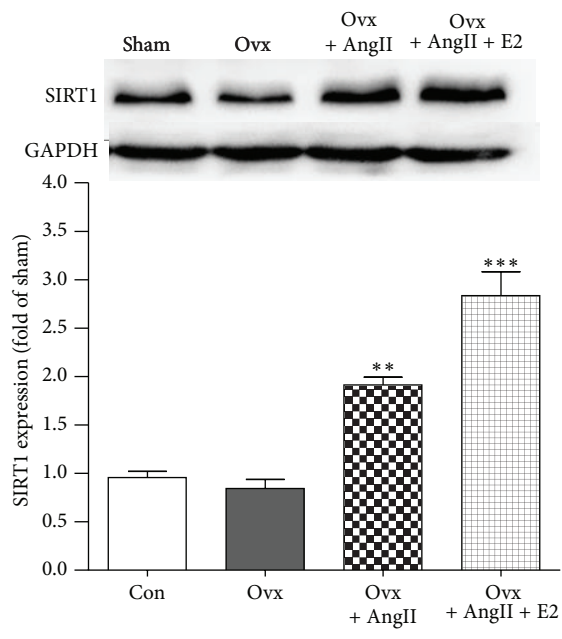 Sham Ovx Ovx + AngII Ovx + AngII + E2
SIRT1
GAPDH
4.0
3.5
3.0
2.5
2.0
1.5
1.0
0.5
0.0
SIRT1 expression (fold of sham)
**
***
Con Ovx Ovx + AngII Ovx + AngII + E2